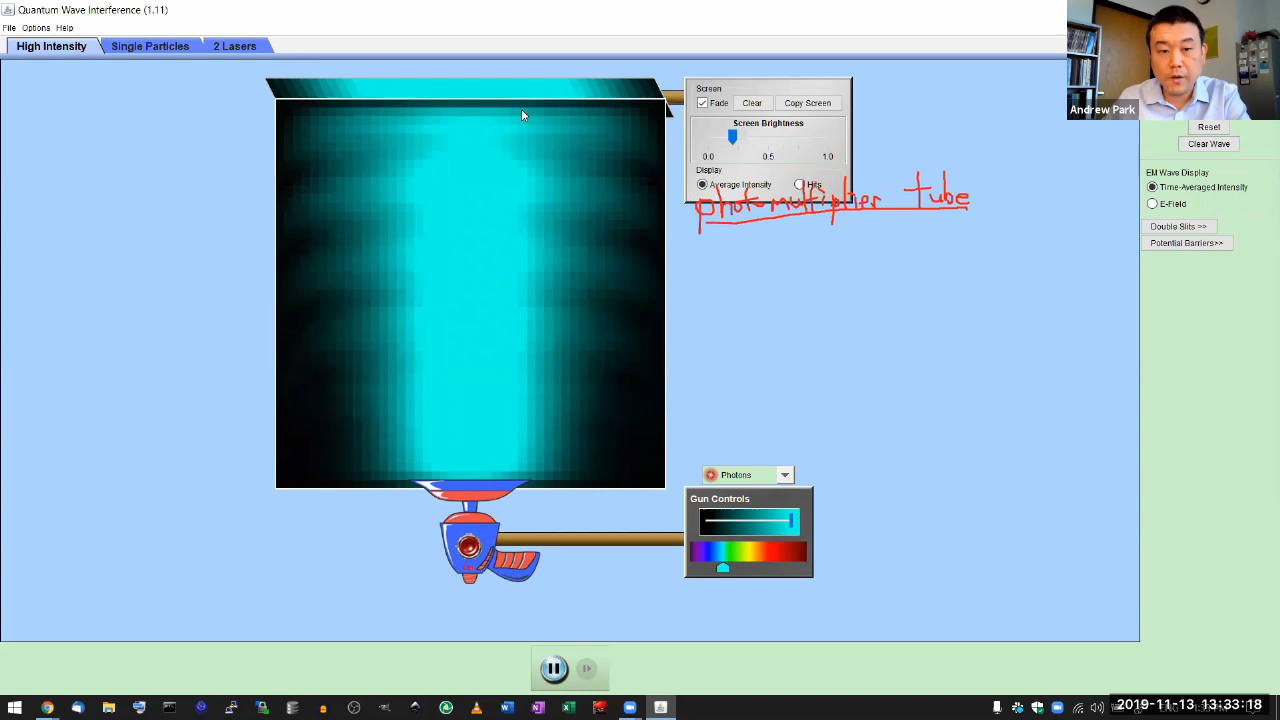 Quantum Wave Interference (1.11)
File Options Help
High Intensity Single Particles 2 Lasers
Screen
Fade Clear Copy Screen
Screen Brightness
0.0 0.5 1.0
Display
Average Intensity Hits
photomultiplier tube
Andrew Park
Reset
Clear Wave
EM Wave Display
Time-Averaged Intensity
E-Field
Double Slits >>
Potential Barriers>>
Photons
Gun Controls
On
2019-11-13 13:33:18